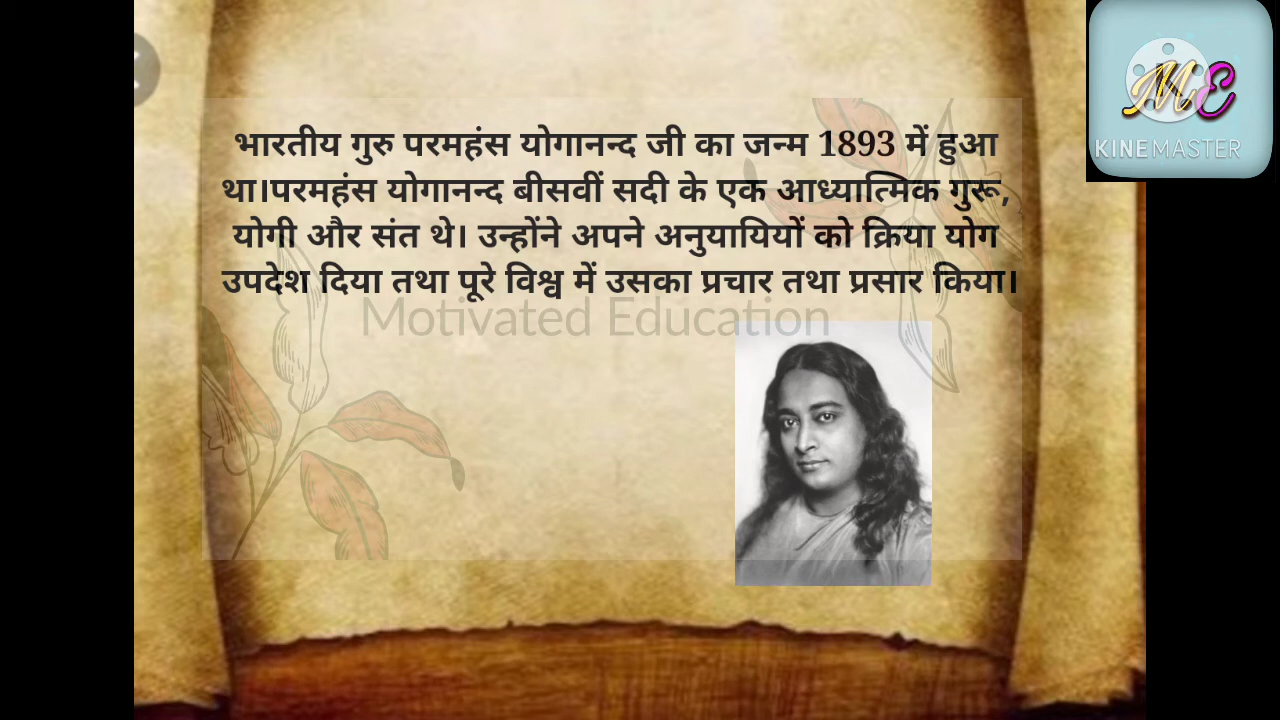 भारतीय गुरु परमहंस योगानन्द जी का जन्म 1893 में हुआ
था।परमहंस योगानन्द बीसवीं सदी के एक आध्यात्मिक गुरू,
योगी और संत थे। उन्होंने अपने अनुयायियों को क्रिया योग
उपदेश दिया तथा पूरे विश्व में उसका प्रचार तथा प्रसार किया।
Motivated Education
ME
KINEMASTER